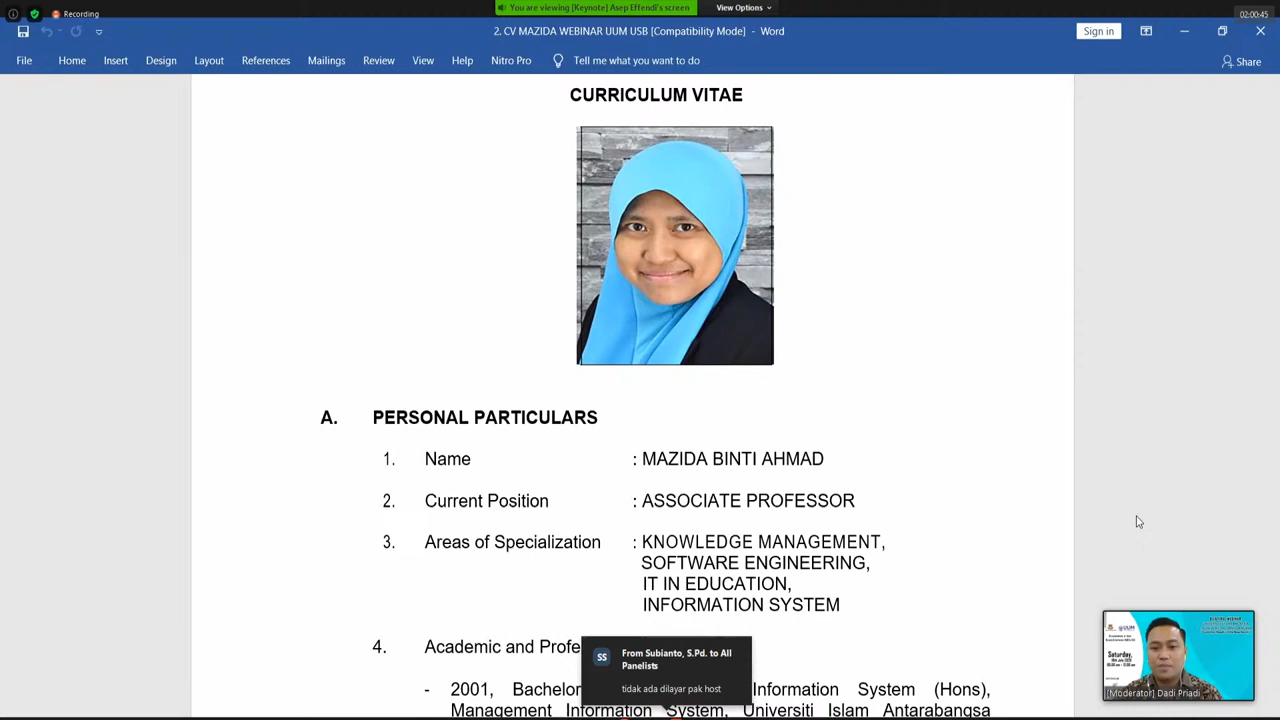 Recording
You are viewing [Keynote] Asep Effendi's screen
View Options
02:00:45
2. CV MAZIDA WEBINAR UUM USB [Compatibility Mode] - Word
Sign in
File Home Insert Design Layout References Mailings Review View Help Nitro Pro Tell me what you want to do Share
CURRICULUM VITAE
A. PERSONAL PARTICULARS
1. Name : MAZIDA BINTI AHMAD
2. Current Position : ASSOCIATE PROFESSOR
3. Areas of Specialization : KNOWLEDGE MANAGEMENT,
SOFTWARE ENGINEERING,
IT IN EDUCATION,
INFORMATION SYSTEM
4. Academic and Profe
- 2001, Bachelor Information System (Hons),
Management Information System, Universiti Islam Antarabangsa
SS
From Subianto, S.Pd. to All
Panelists
tidak ada dilayar pak host
UUM
Saturday,
[Moderator] Dadi Priadi